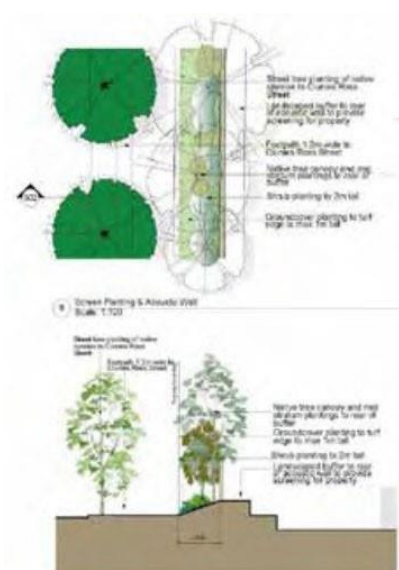 Street tree planting of native
species to Clunies Ross
Street
Landscaped buffer to rear
of acoustic wall to provide
screening for property
Footpath 1.2m wide to
Clunies Ross Street
Native tree canopy and mid
stratum plantings to rear of
buffer
Shrub planting to 2m tall
Groundcover planting to turf
edge to max 1m tall
Screen Planting & Acoustic Wall
Scale: 1:100
Street tree planting of native
species to Clunies Ross
Street
Footpath 1.2m wide to
Clunies Ross Street
Native tree canopy and mid
stratum plantings to rear of
buffer
Groundcover planting to turf
edge to max 1m tall
Shrub planting to 2m tall
Landscaped buffer to rear
of acoustic wall to provide
screening for property